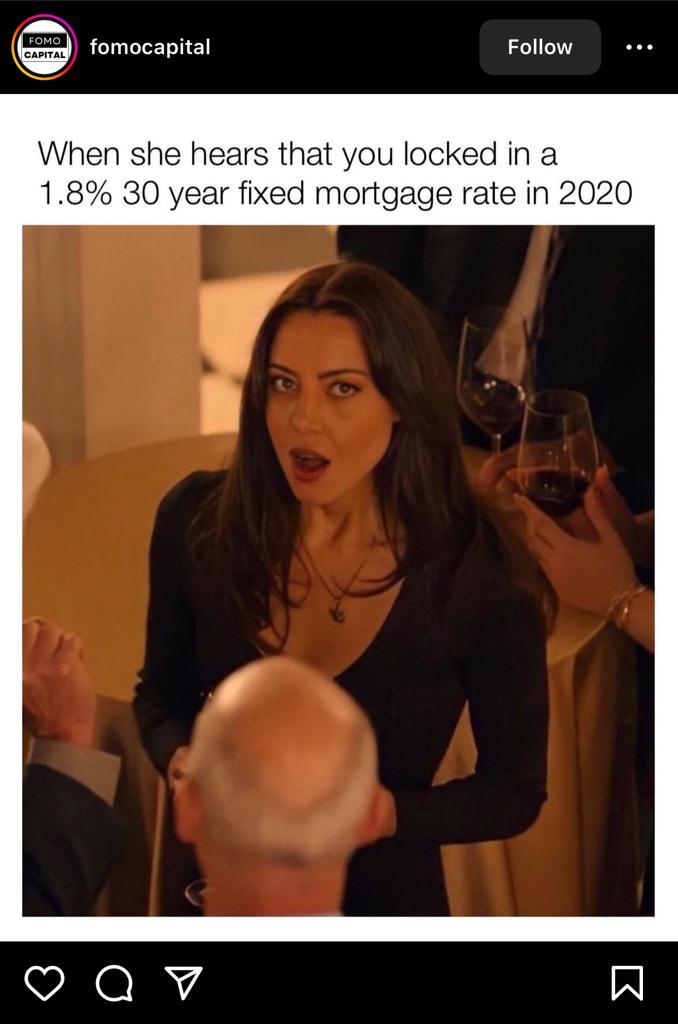 FOMO
CAPITAL
fomocapital
Follow
When she hears that you locked in a
1.8% 30 year fixed mortgage rate in 2020